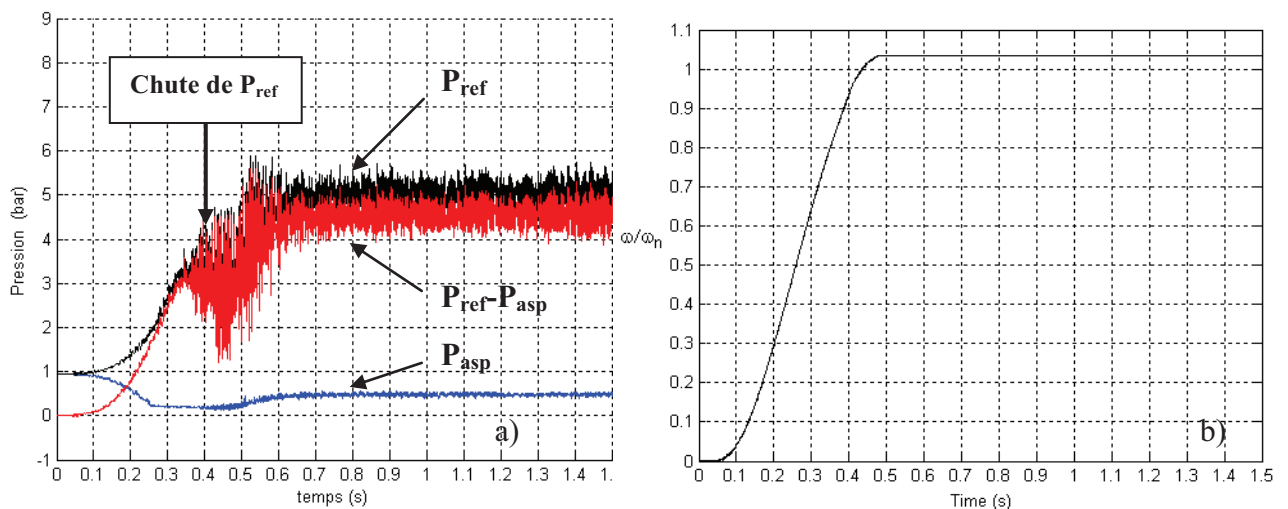 9
8
7
6
5
4
3
2
1
0
-1
Pression (bar)
Chute de Pref
Pref
Pref-Pasp
Pasp
a)
0 0.1 0.2 0.3 0.4 0.5 0.6 0.7 0.8 0.9 1 1.1 1.2 1.3 1.4 1.
temps (s)
1.1
1
0.9
0.8
0.7
0.6
0.5
0.4
0.3
0.2
0.1
0
ω/ωn
b)
0 0.1 0.2 0.3 0.4 0.5 0.6 0.7 0.8 0.9 1 1.1 1.2 1.3 1.4 1.5
Time (s)